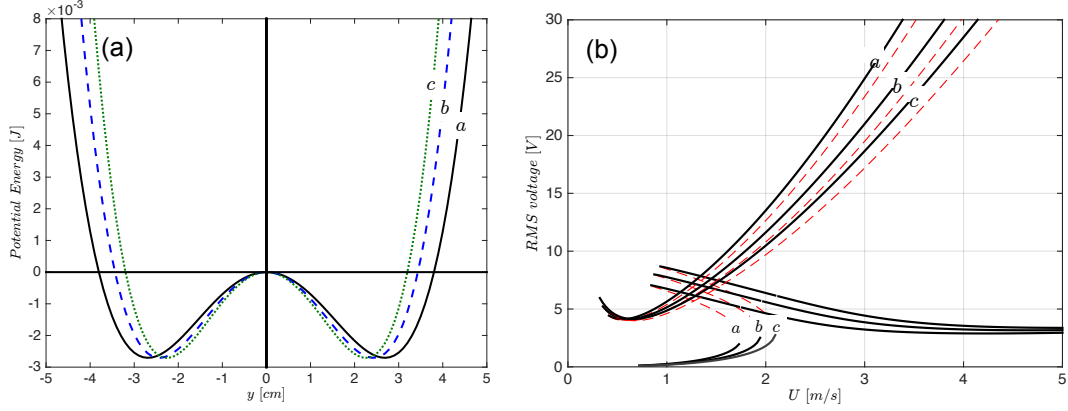 ×10⁻³
8
7
6
5
4
3
2
1
0
-1
-2
-3
Potential Energy [J]
(a)
c
b
a
-5 -4 -3 -2 -1 0 1 2 3 4 5
y [cm]
30
25
20
15
10
5
0
RMS voltage [V]
(b)
a
b
c
a b c
0 1 2 3 4 5
U [m/s]